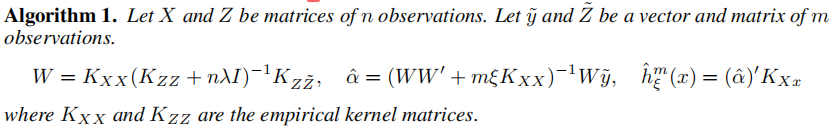 Algorithm 1. Let X and Z be matrices of n observations. Let ỹ and Z̃ be a vector and matrix of m
observations.
W = K_{XX}(K_{ZZ} + nλI)^{-1}K_{ZZ̃}, α̂ = (WW′ + mξK_{XX})^{-1}Wỹ, ĥ^m_ξ(x) = (α̂)′K_{Xx}
where K_{XX} and K_{ZZ} are the empirical kernel matrices.